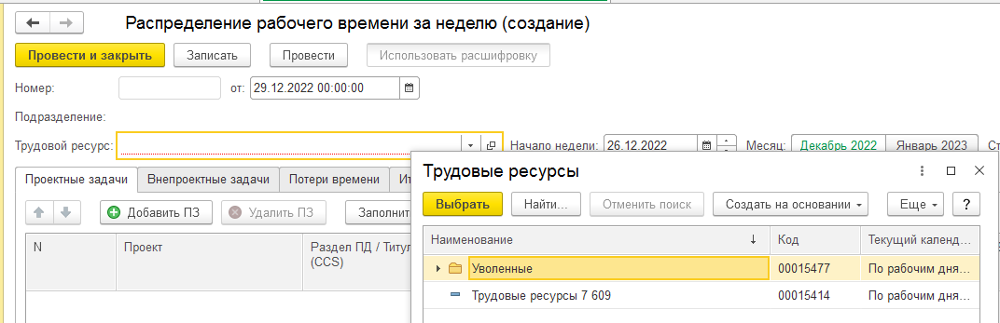 Распределение рабочего времени за неделю (создание)
Провести и закрыть Записать Провести Использовать расшифровку
Номер: от: 29.12.2022 00:00:00
Подразделение:
Трудовой ресурс: Начало недели: 26.12.2022 Месяц: Декабрь 2022 Январь 2023 Ст
Проектные задачи Внепроектные задачи Потери времени Ит
Добавить ПЗ Удалить ПЗ Заполнит
N Проект Раздел ПД / Титул
(CCS)
Трудовые ресурсы
Выбрать Найти... Отменить поиск Создать на основании Еще ?
Наименование Код Текущий календ...
Уволенные 00015477 По рабочим дня...
Трудовые ресурсы 7 609 00015414 По рабочим дня...